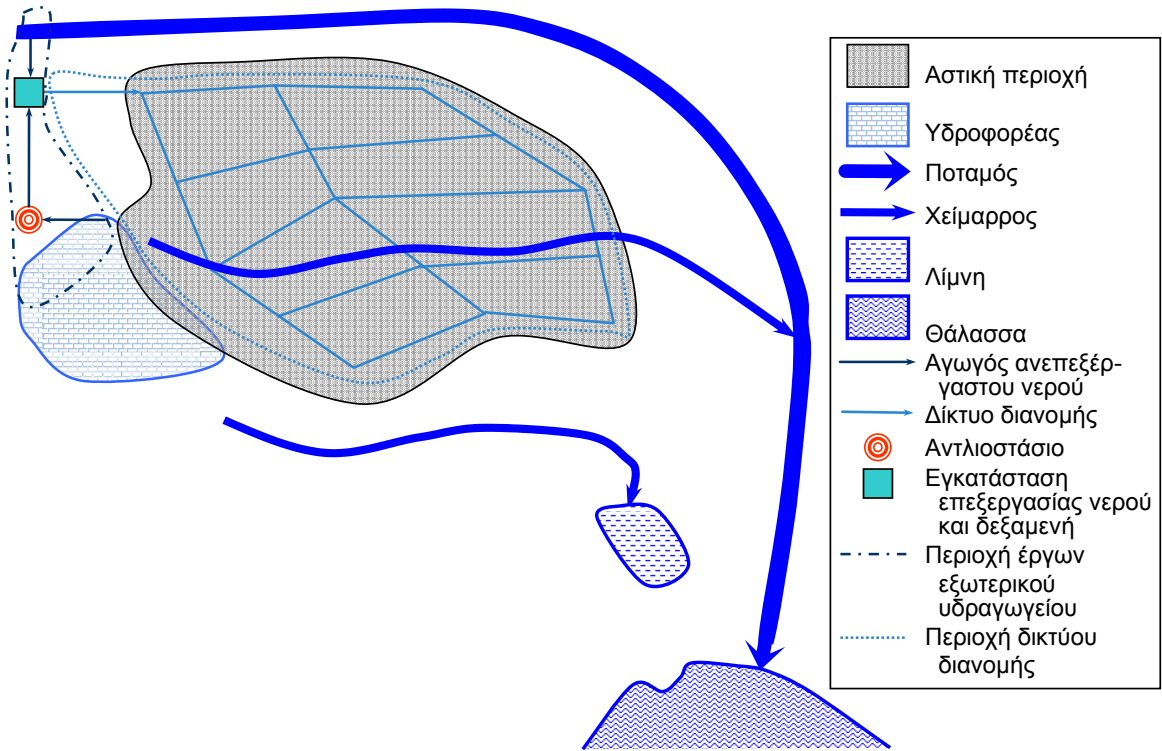 Αστική περιοχή
Υδροφορέας
Ποταμός
Χείμαρρος
Λίμνη
Θάλασσα
Αγωγός ανεπεξέρ-
γαστου νερού
Δίκτυο διανομής
Αντλιοστάσιο
Εγκατάσταση
επεξεργασίας νερού
και δεξαμενή
Περιοχή έργων
εξωτερικού
υδραγωγείου
Περιοχή δικτύου
διανομής